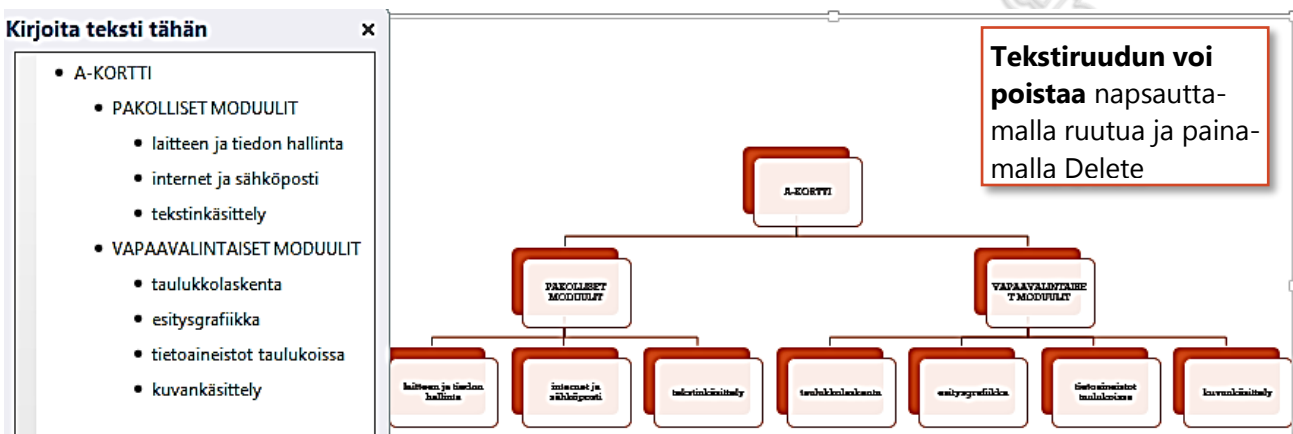 Kirjoita teksti tähän
A-KORTTI
PAKOLLISET MODUULIT
laitteen ja tiedon hallinta
internet ja sähköposti
tekstinkäsittely
VAPAAVALINTAISET MODUULIT
taulukkolaskenta
esitysgrafiikka
tietoaineistot taulukoissa
kuvankäsittely
Tekstiruudun voi
poistaa napsautta-
malla ruutua ja paina-
malla Delete
A-KORTTI
PAKOLLISET
MODUULIT
VAPAAVALINTAISE
T MODUULIT
laitteen ja tiedon
hallinta
internet ja
sähköposti
tekstinkäsittely
taulukkolaskenta
esitysgrafiikka
tietoaineistot
taulukoissa
kuvankäsittely